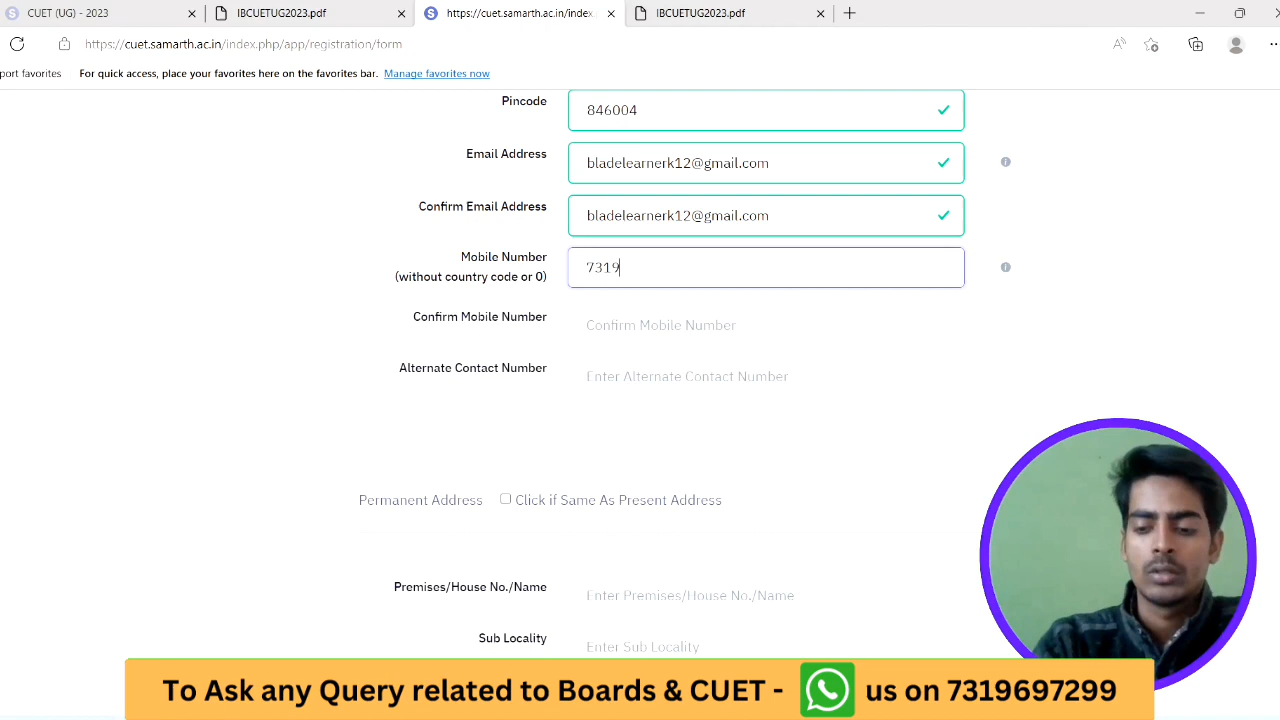 CUET (UG) - 2023
IBCUETUG2023.pdf
https://cuet.samarth.ac.in/index.
IBCUETUG2023.pdf
https://cuet.samarth.ac.in/index.php/app/registration/form
port favorites
For quick access, place your favorites here on the favorites bar. Manage favorites now
Pincode
846004
Email Address
bladelearnerk12@gmail.com
Confirm Email Address
bladelearnerk12@gmail.com
Mobile Number
(without country code or 0)
7319
Confirm Mobile Number
Confirm Mobile Number
Alternate Contact Number
Enter Alternate Contact Number
Permanent Address Click if Same As Present Address
Premises/House No./Name
Enter Premises/House No./Name
Sub Locality
Enter Sub Locality
To Ask any Query related to Boards & CUET - us on 7319697299